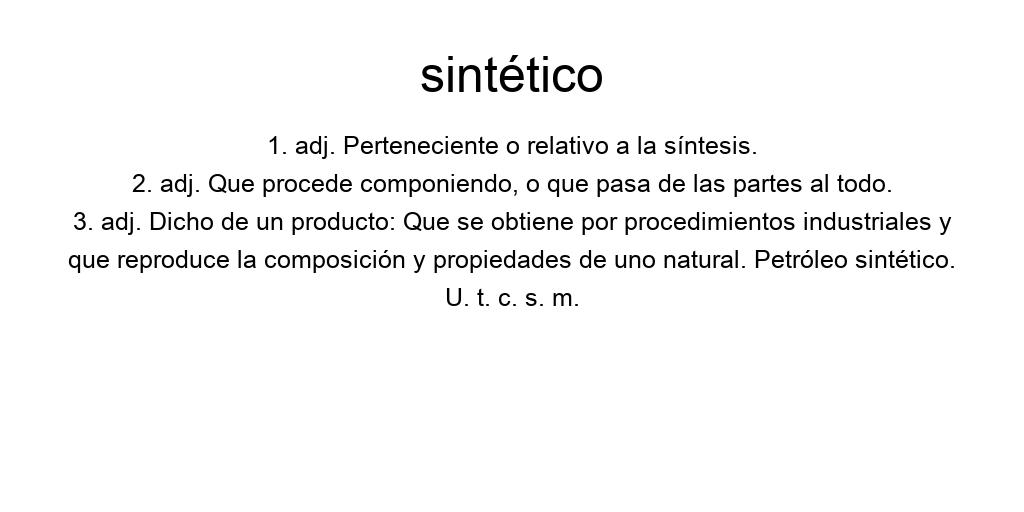 sintético
1. adj. Perteneciente o relativo a la síntesis.
2. adj. Que procede componiendo, o que pasa de las partes al todo.
3. adj. Dicho de un producto: Que se obtiene por procedimientos industriales y
que reproduce la composición y propiedades de uno natural. Petróleo sintético.
U. t. c. s. m.